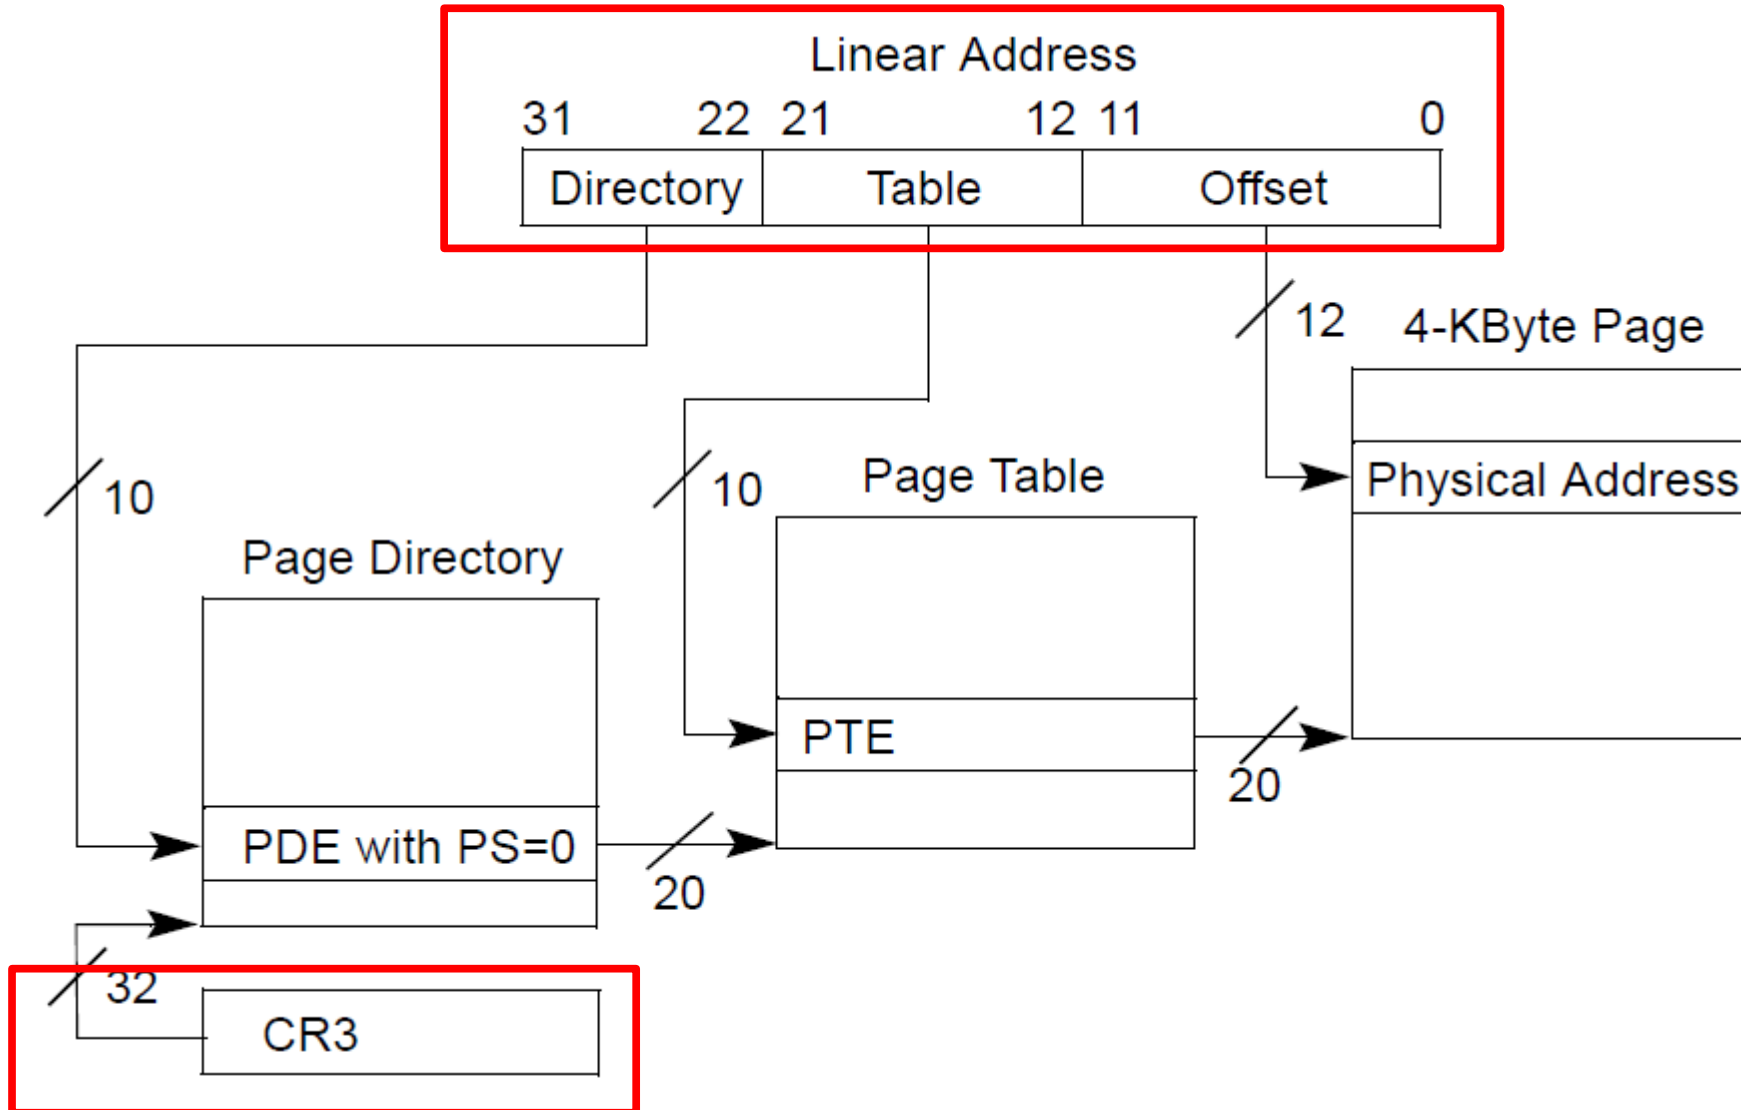 Linear Address
31 22 21 12 11 0
Directory Table Offset
12
4-KByte Page
10
10
Page Table
Physical Address
Page Directory
PTE
20
PDE with PS=0
20
32
CR3